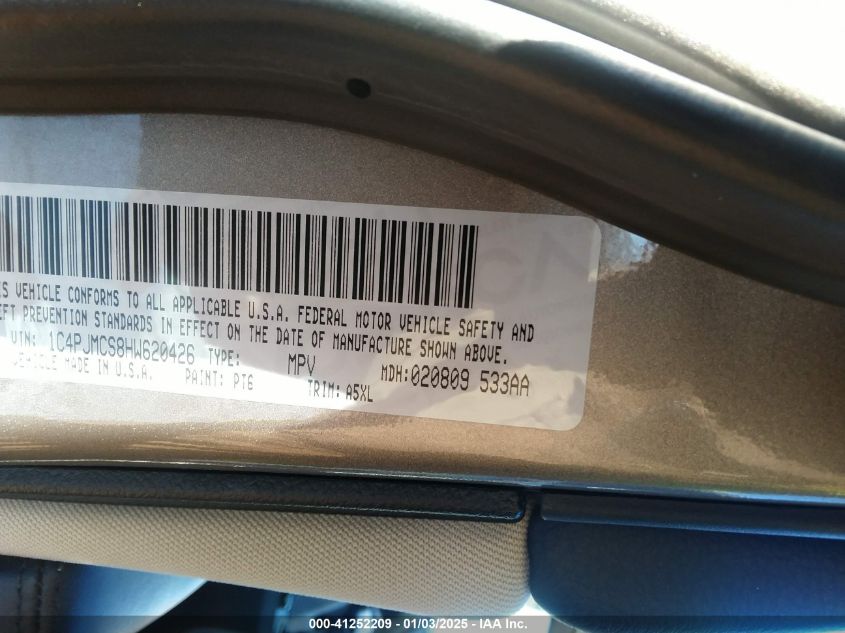 VEHICLE CONFORMS TO ALL APPLICABLE U.S.A. FEDERAL MOTOR VEHICLE SAFETY AND
PREVENTION STANDARDS IN EFFECT ON THE DATE OF MANUFACTURE SHOWN ABOVE.
VIN: 1C4PJMCS8HW620426 TYPE: MPV MDH:020809 533AA
VEHICLE MADE IN U.S.A. PAINT: PT6 TRIM: A5XL
000-41252209 - 01/03/2025 - IAA Inc.